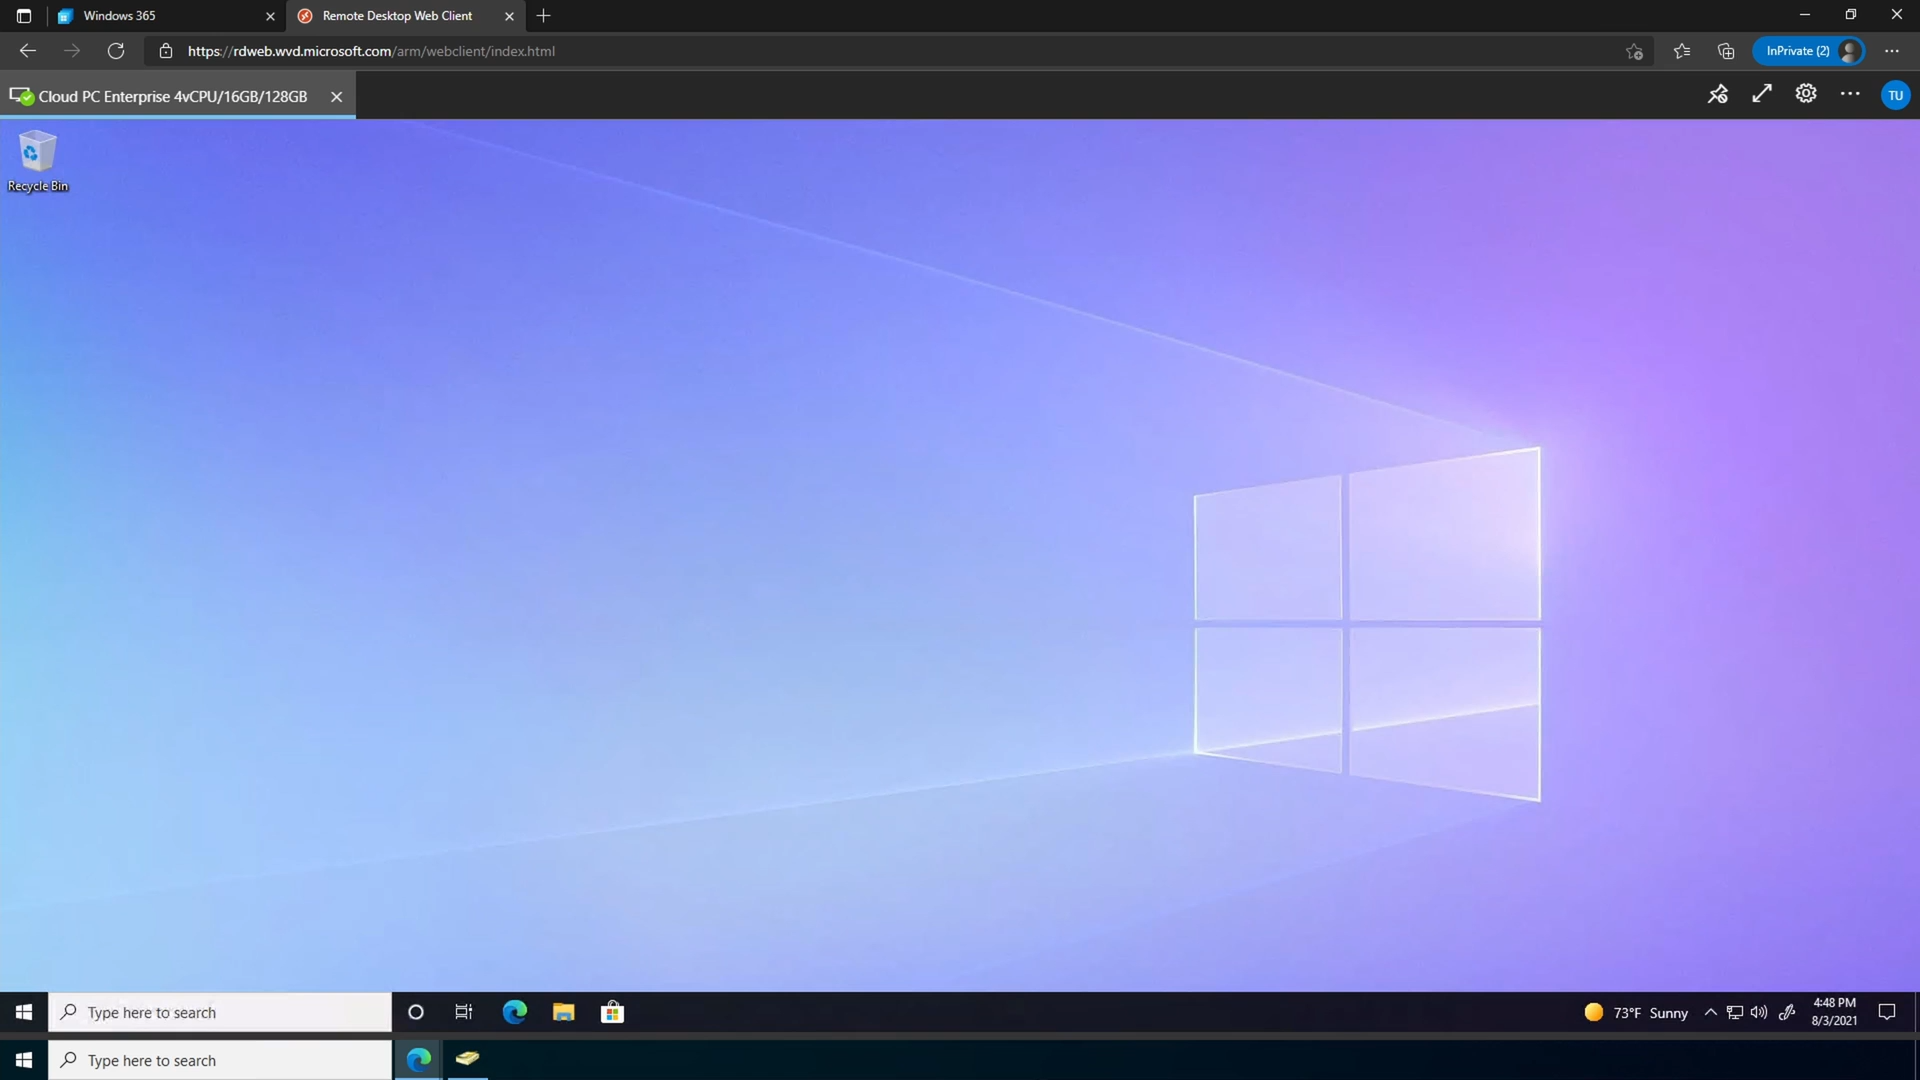 Windows 365
Remote Desktop Web Client
https://rdweb.wvd.microsoft.com/arm/webclient/index.html
InPrivate (2)
Cloud PC Enterprise 4vCPU/16GB/128GB
TU
Recycle Bin
Type here to search
73°F Sunny
4:48 PM
8/3/2021
Type here to search